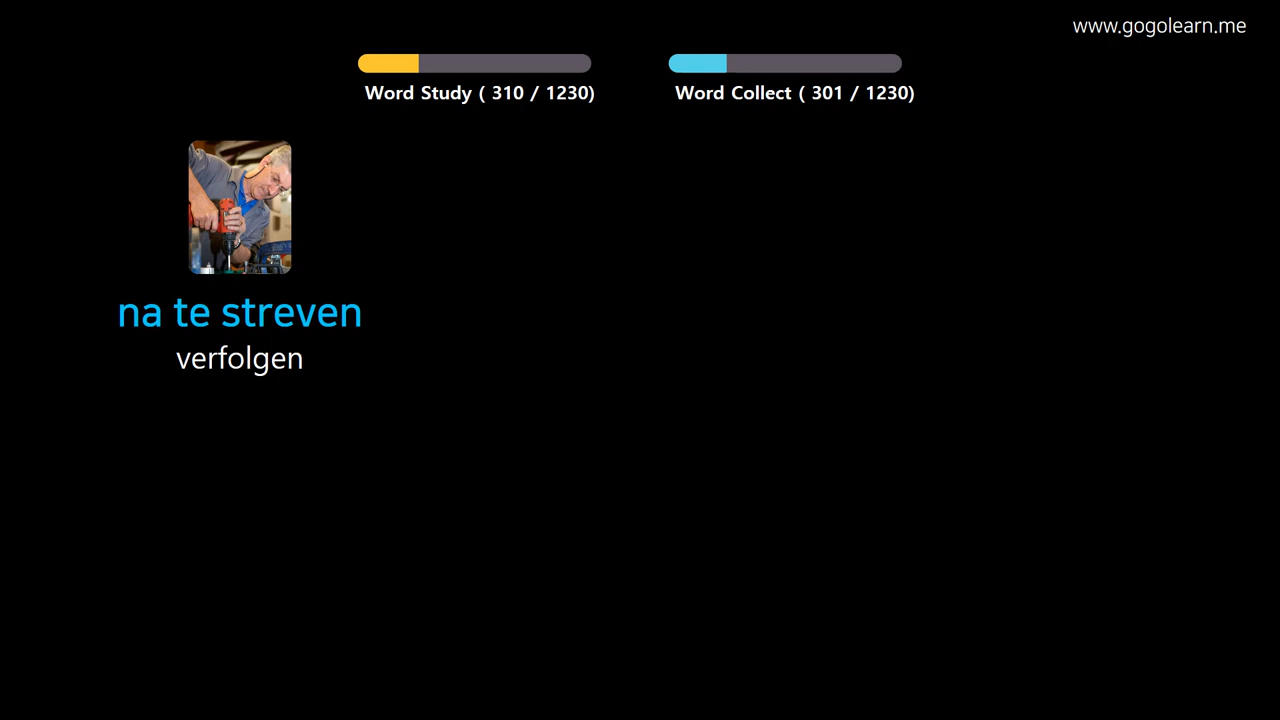 www.gogolearn.me
Word Study ( 310 / 1230)
Word Collect ( 301 / 1230)
na te streven
verfolgen